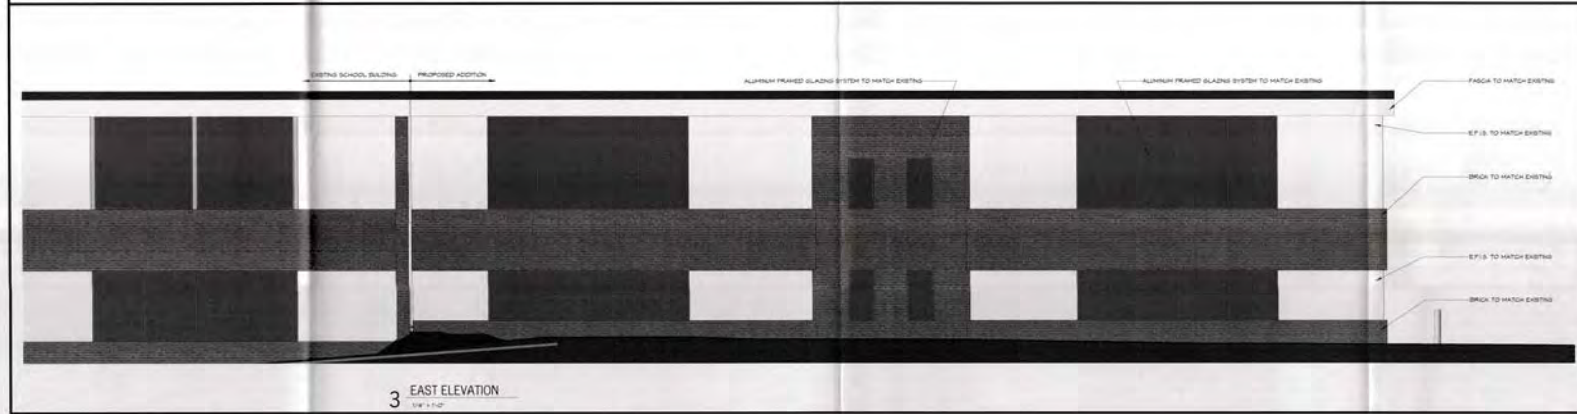 EXISTING SCHOOL BUILDING PROPOSED ADDITION
ALUMINUM FRAMED GLAZING SYSTEM TO MATCH EXISTING
ALUMINUM FRAMED GLAZING SYSTEM TO MATCH EXISTING
FASCIA TO MATCH EXISTING
E.F.I.S. TO MATCH EXISTING
BRICK TO MATCH EXISTING
E.F.I.S. TO MATCH EXISTING
BRICK TO MATCH EXISTING
3 EAST ELEVATION